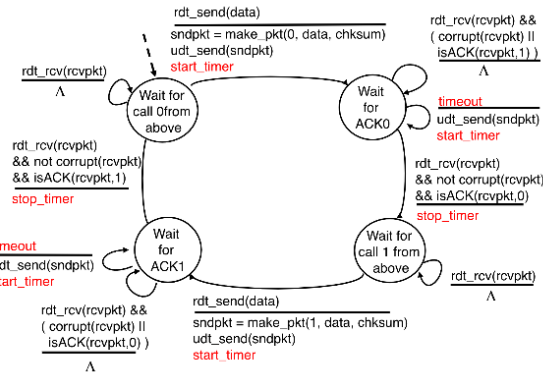 rdt_send(data)
sndpkt = make_pkt(0, data, chksum)
udt_send(sndpkt)
start_timer
rdt_rcv(rcvpkt) &&
( corrupt(rcvpkt) ||
isACK(rcvpkt,1) )
Λ
rdt_rcv(rcvpkt)
Λ
Wait for
call 0from
above
Wait
for
ACK0
timeout
udt_send(sndpkt)
start_timer
rdt_rcv(rcvpkt)
&& not corrupt(rcvpkt)
&& isACK(rcvpkt,1)
stop_timer
rdt_rcv(rcvpkt)
&& not corrupt(rcvpkt)
&& isACK(rcvpkt,0)
stop_timer
Wait
for
ACK1
Wait for
call 1 from
above
imeout
dt_send(sndpkt)
tart_timer
rdt_rcv(rcvpkt)
Λ
rdt_rcv(rcvpkt) &&
( corrupt(rcvpkt) ||
isACK(rcvpkt,0) )
Λ
rdt_send(data)
sndpkt = make_pkt(1, data, chksum)
udt_send(sndpkt)
start_timer